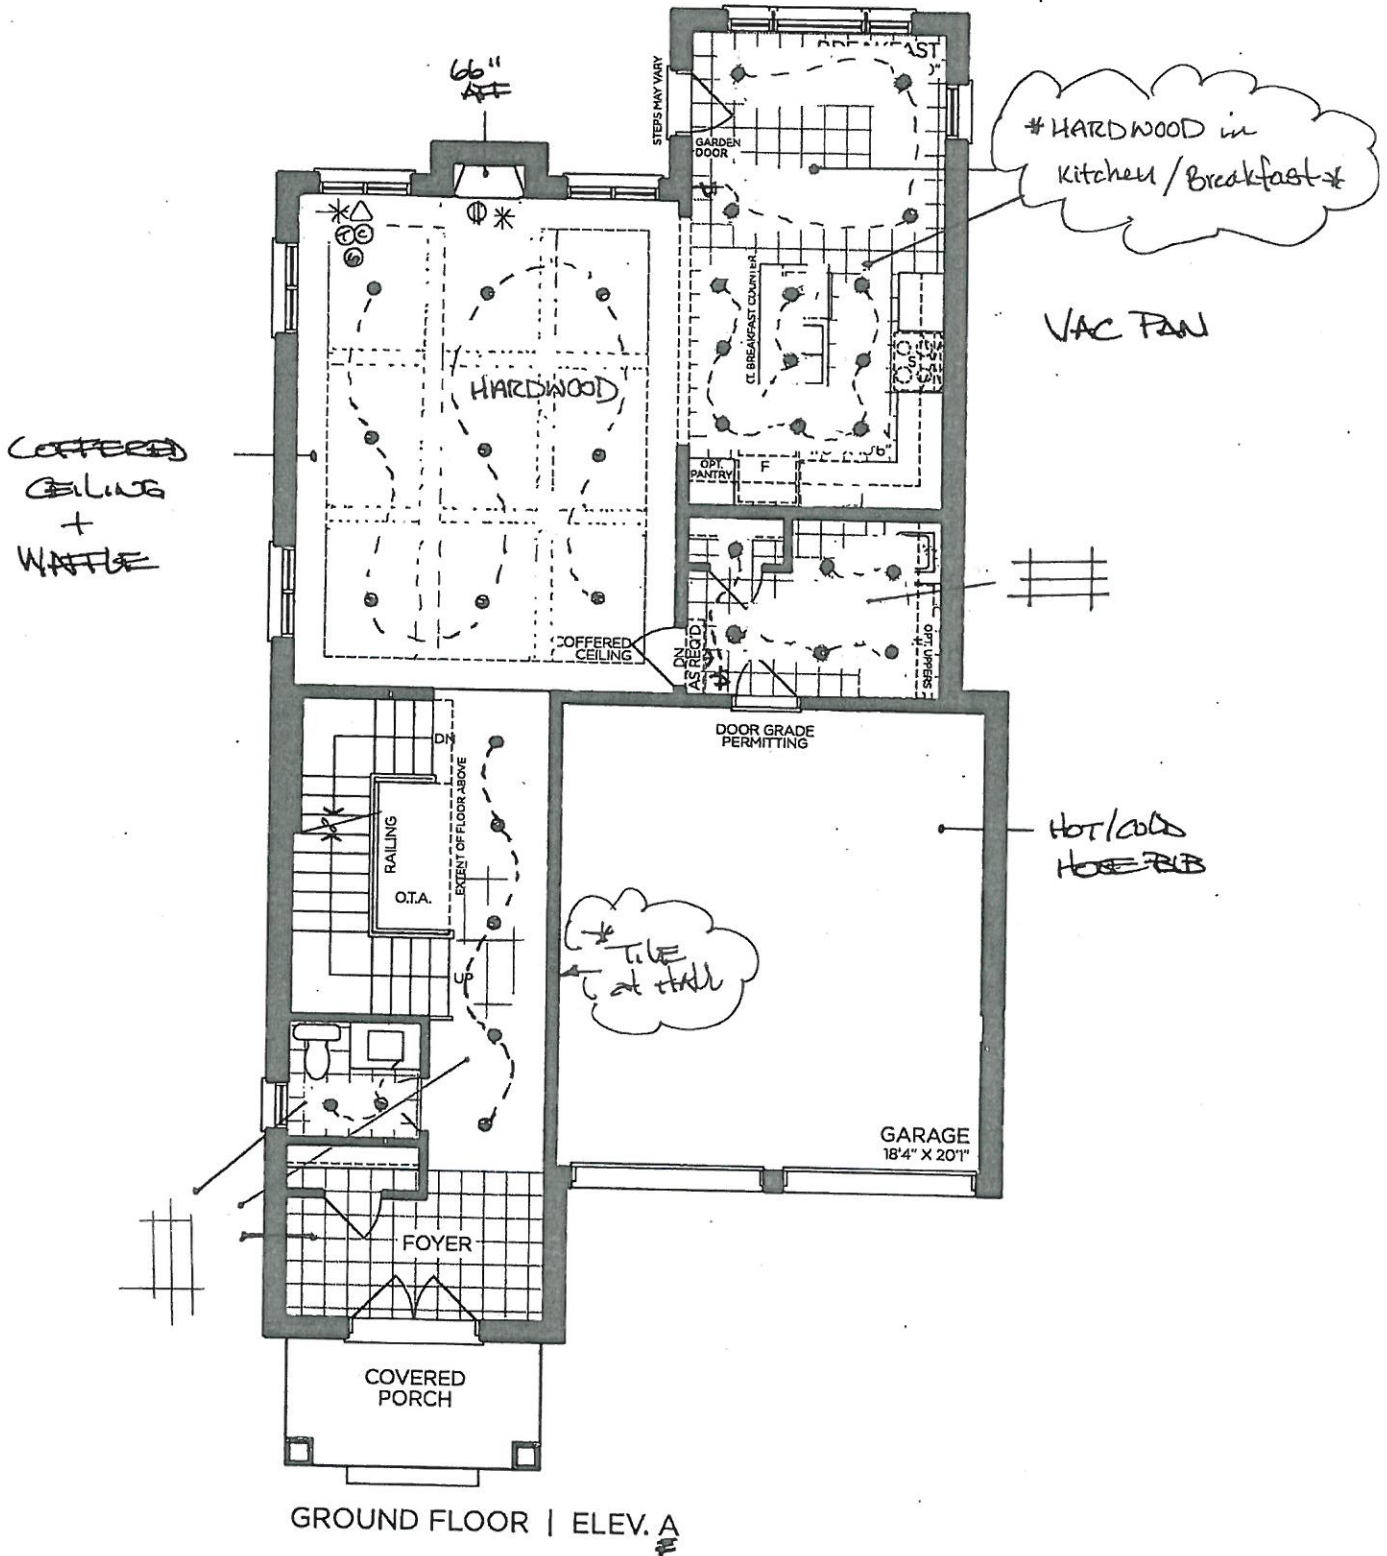 66"
AFF
BREAKFAST
STEPS MAY VARY
GARDEN
DOOR
* HARDWOOD in
Kitchen / Breakfast *
VAC PAN
T C
S
BREAKFAST COUNTER
S
HARDWOOD
COFFERED
CEILING
+
WAFFLE
OPT.
PANTRY
F
COFFERED
CEILING
DN
AS REQ'D
OPT. UPPERS
DOOR GRADE
PERMITTING
DN
EXTENT OF FLOOR ABOVE
RAILING
O.T.A.
UP
HOT/COLD
HOSE BIB
*
TILE
at HALL
GARAGE
18'4" X 20'1"
FOYER
COVERED
PORCH
GROUND FLOOR | ELEV. A